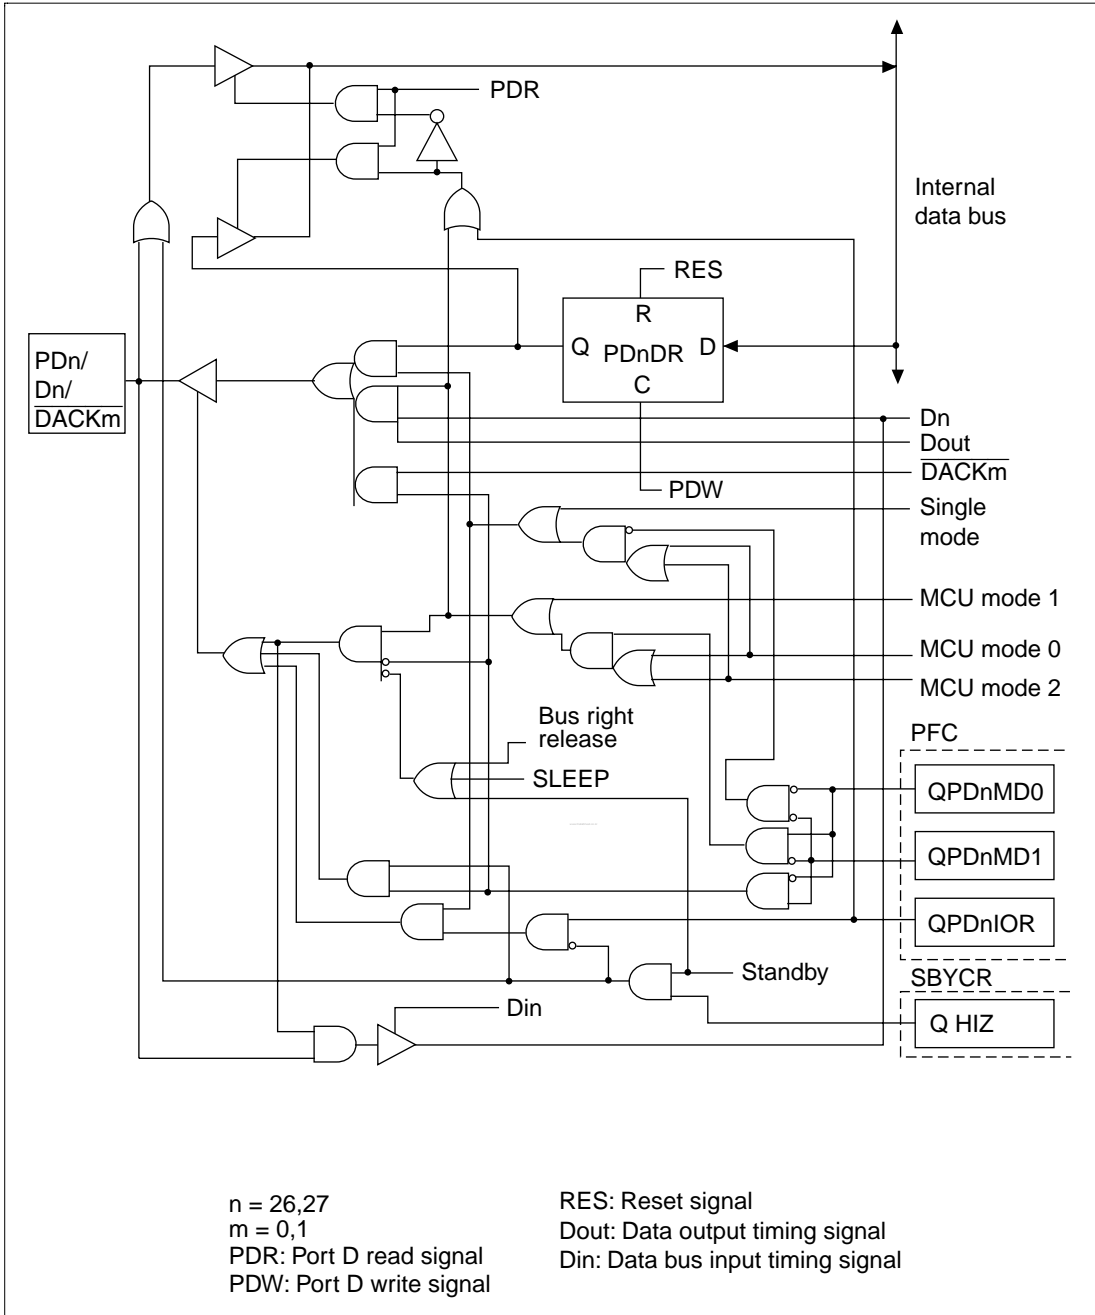 PDR
Internal
data bus
RES
R
Q PDnDR D
C
PDn/
Dn/
DACKm
Dn
Dout
DACKm
PDW
Single
mode
MCU mode 1
MCU mode 0
MCU mode 2
Bus right
release
SLEEP
PFC
QPDnMD0
QPDnMD1
QPDnIOR
Standby
SBYCR
Q HIZ
Din
n = 26,27
m = 0,1
PDR: Port D read signal
PDW: Port D write signal
RES: Reset signal
Dout: Data output timing signal
Din: Data bus input timing signal